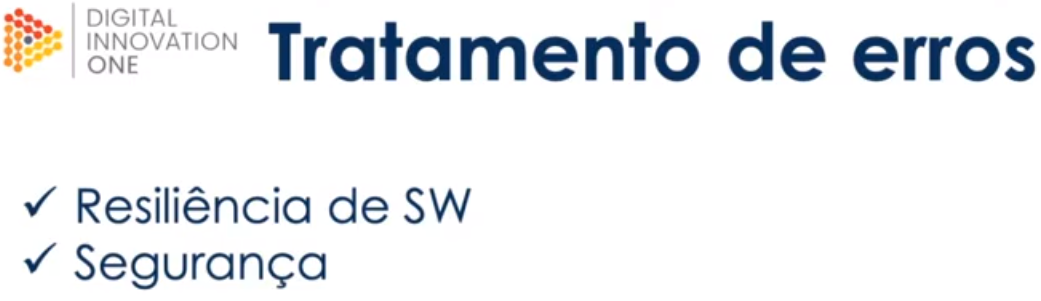 DIGITAL
INNOVATION
ONE
Tratamento de erros
✓ Resiliência de SW
✓ Segurança